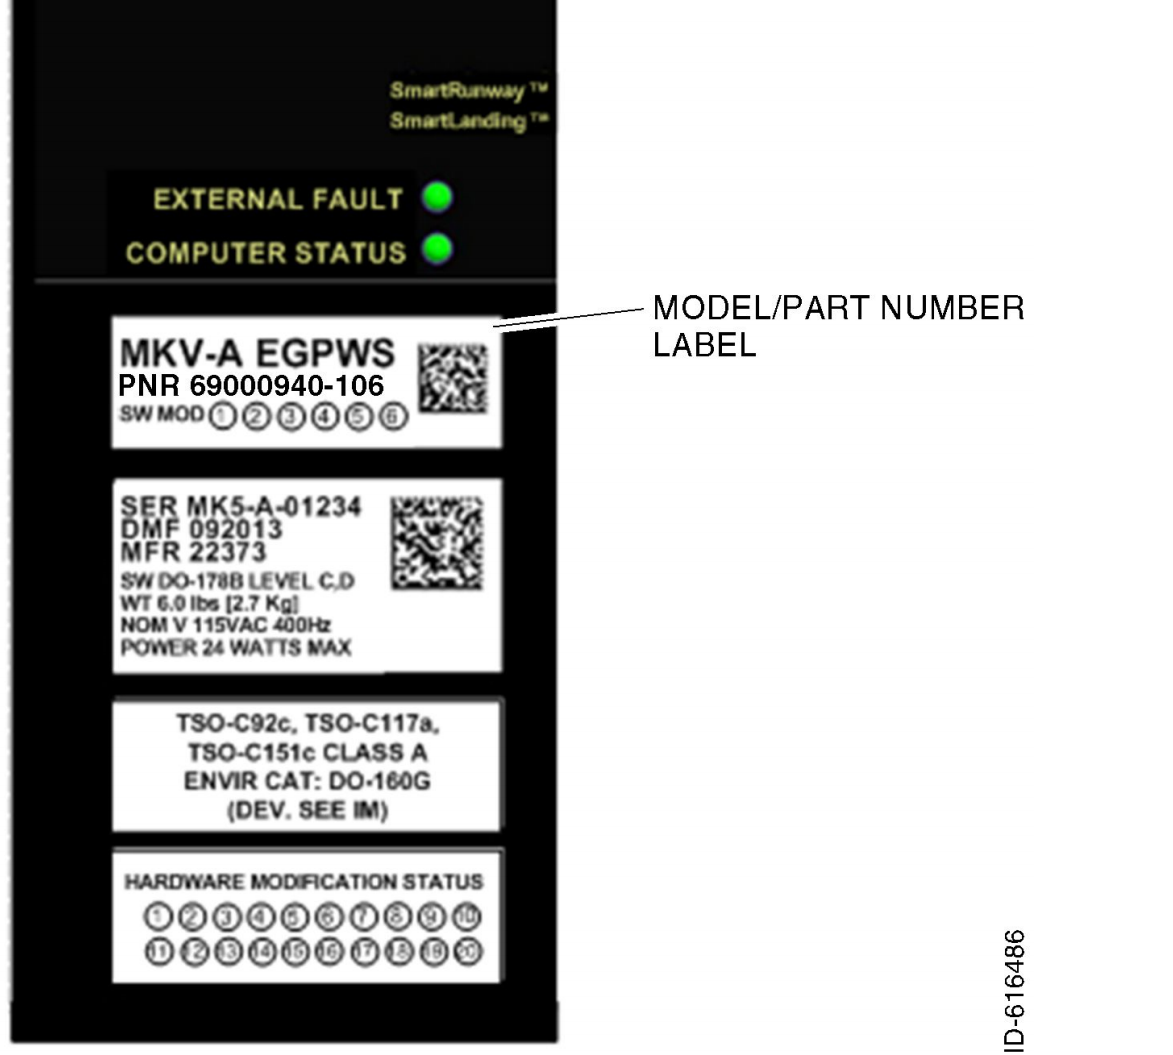 SmartRunway™
SmartLanding™
EXTERNAL FAULT
COMPUTER STATUS
MODEL/PART NUMBER
LABEL
MKV-A EGPWS
PNR 69000940-106
SW MOD 1 2 3 4 5 6
SER MK5-A-01234
DMF 092013
MFR 22373
SW DO-178B LEVEL C,D
WT 6.0 lbs [2.7 Kg]
NOM V 115VAC 400Hz
POWER 24 WATTS MAX
TSO-C92c, TSO-C117a,
TSO-C151c CLASS A
ENVIR CAT: DO-160G
(DEV. SEE IM)
HARDWARE MODIFICATION STATUS
1 2 3 4 5 6 7 8 9 10
11 12 13 14 15 16 17 18 19 20
ID-616486